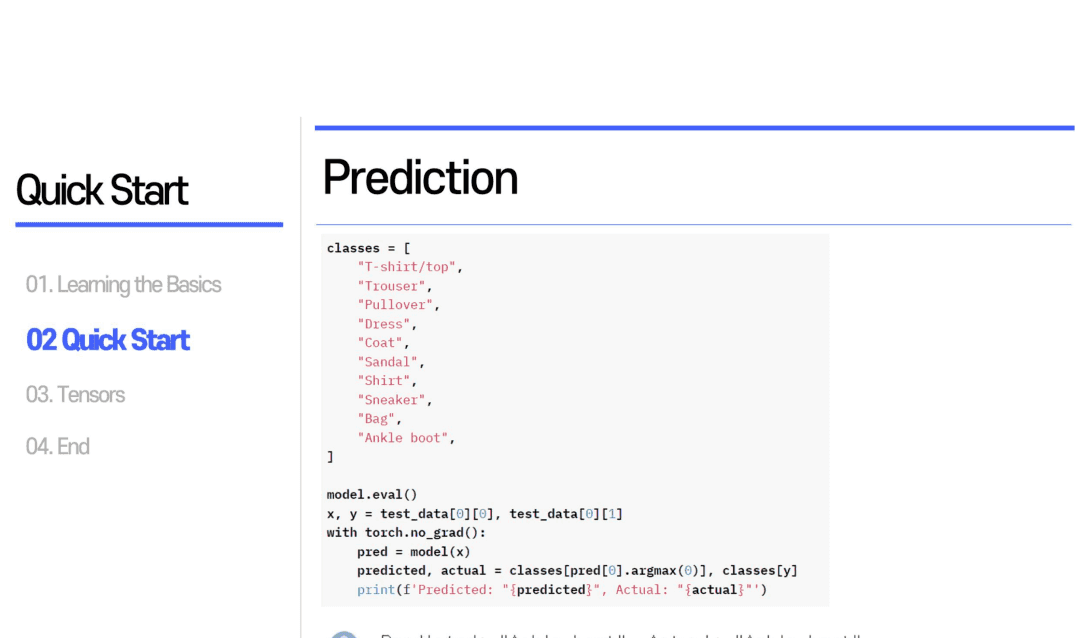 Quick Start
01. Learning the Basics
02 Quick Start
03. Tensors
04. End
Prediction
classes = [
    "T-shirt/top",
    "Trouser",
    "Pullover",
    "Dress",
    "Coat",
    "Sandal",
    "Shirt",
    "Sneaker",
    "Bag",
    "Ankle boot",
]
model.eval()
x, y = test_data[0][0], test_data[0][1]
with torch.no_grad():
    pred = model(x)
    predicted, actual = classes[pred[0].argmax(0)], classes[y]
    print(f'Predicted: "{predicted}", Actual: "{actual}"')